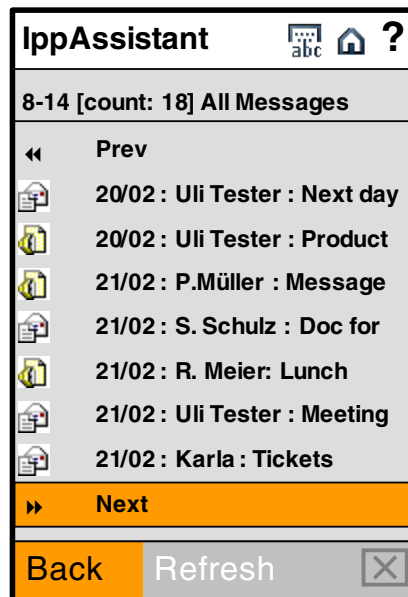 IppAssistant abc ?
8-14 [count: 18] All Messages
Prev
20/02 : Uli Tester : Next day
20/02 : Uli Tester : Product
21/02 : P.Müller : Message
21/02 : S. Schulz : Doc for
21/02 : R. Meier: Lunch
21/02 : Uli Tester : Meeting
21/02 : Karla : Tickets
Next
Back Refresh